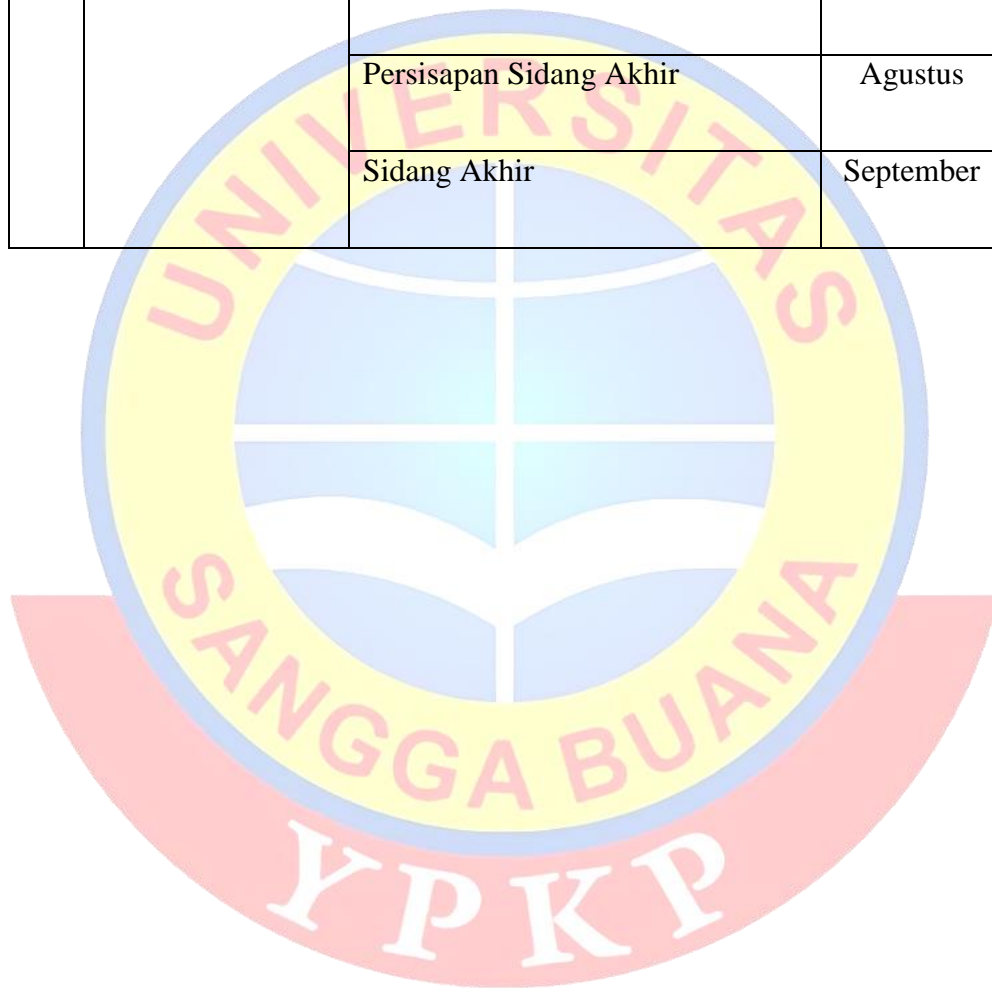 Persisapan Sidang Akhir Agustus
Sidang Akhir September
UNIVERSITAS
SANGGA BUANA
YPKP